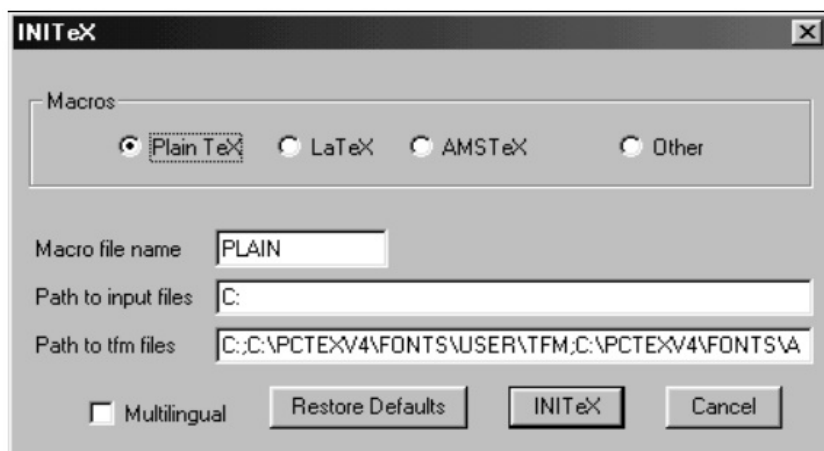 INITeX
Macros
Plain TeX LaTeX AMSTeX Other
Macro file name PLAIN
Path to input files C:
Path to tfm files C:;C:\PCTEXV4\FONTS\USER\TFM;C:\PCTEXV4\FONTS\A
Multilingual Restore Defaults INITeX Cancel